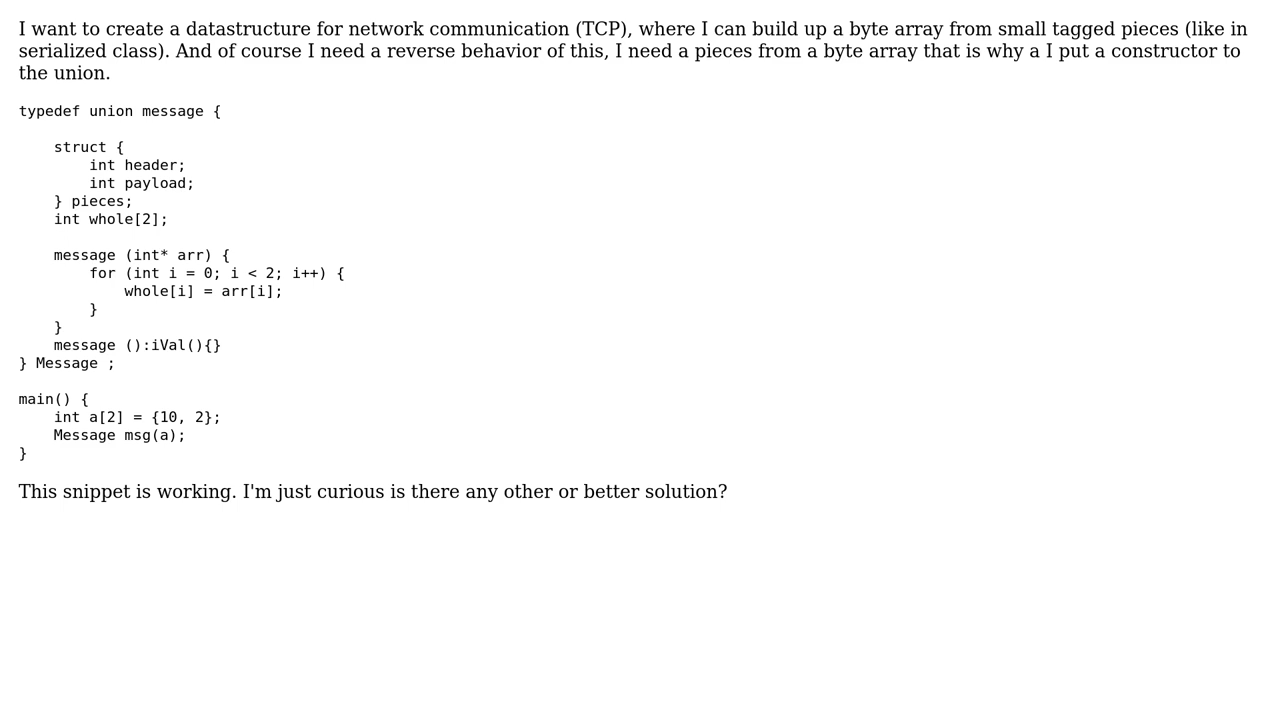 I want to create a datastructure for network communication (TCP), where I can build up a byte array from small tagged pieces (like in
serialized class). And of course I need a reverse behavior of this, I need a pieces from a byte array that is why a I put a constructor to
the union.
typedef union message {
    struct {
        int header;
        int payload;
    } pieces;
    int whole[2];
    message (int* arr) {
        for (int i = 0; i < 2; i++) {
            whole[i] = arr[i];
        }
    }
    message ():iVal(){}
} Message ;
main() {
    int a[2] = {10, 2};
    Message msg(a);
}
This snippet is working. I'm just curious is there any other or better solution?